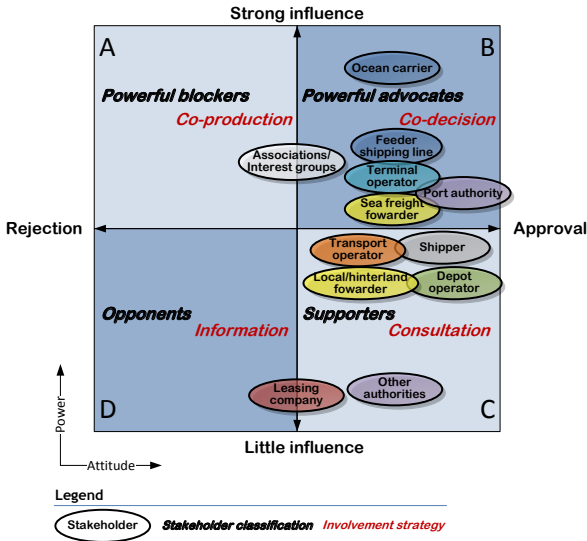 Strong influence
A
B
Ocean carrier
Powerful blockers
Powerful advocates
Co-production
Co-decision
Feeder
shipping line
Associations/
Interest groups
Terminal
operator
Port authority
Sea freight
fowarder
Rejection
Approval
Transport
operator
Shipper
Local/hinterland
fowarder
Depot
operator
Opponents
Supporters
Information
Consultation
Leasing
company
Other
authorities
D
C
Power
Attitude
Little influence
Legend
Stakeholder
Stakeholder classification
Involvement strategy